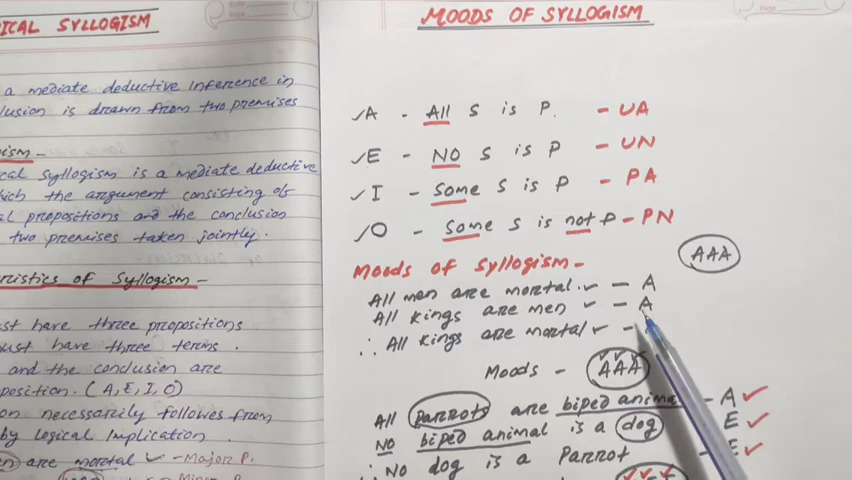 ICAL SYLLOGISM
a mediate deductive inference in
clusion is drawn from two premises
ism -
cal syllogism is a mediate deductive
hich the argument consisting of
al propositions and the conclusion
two premises taken jointly.
eristics of Syllogism -
ust have three propositions
ust have three terms.
and the conclusion are
position. (A, E, I, O)
on necessarily follows from
by logical Implication.
en are mortal ✓ - Major P.
MOODS OF SYLLOGISM
✓A - All S is P. - UA
✓E - NO S is P - UN
✓I - Some S is P - PA
✓O - Some S is not P - PN
Moods of Syllogism - AAA
All men are mortal. ✓ - A
All kings are men ✓ - A
∴ All kings are mortal ✓ -
Moods - AAA
All parrots are biped animal - A ✓
No biped animal is a dog E ✓
∴ No dog is a Parrot - E ✓